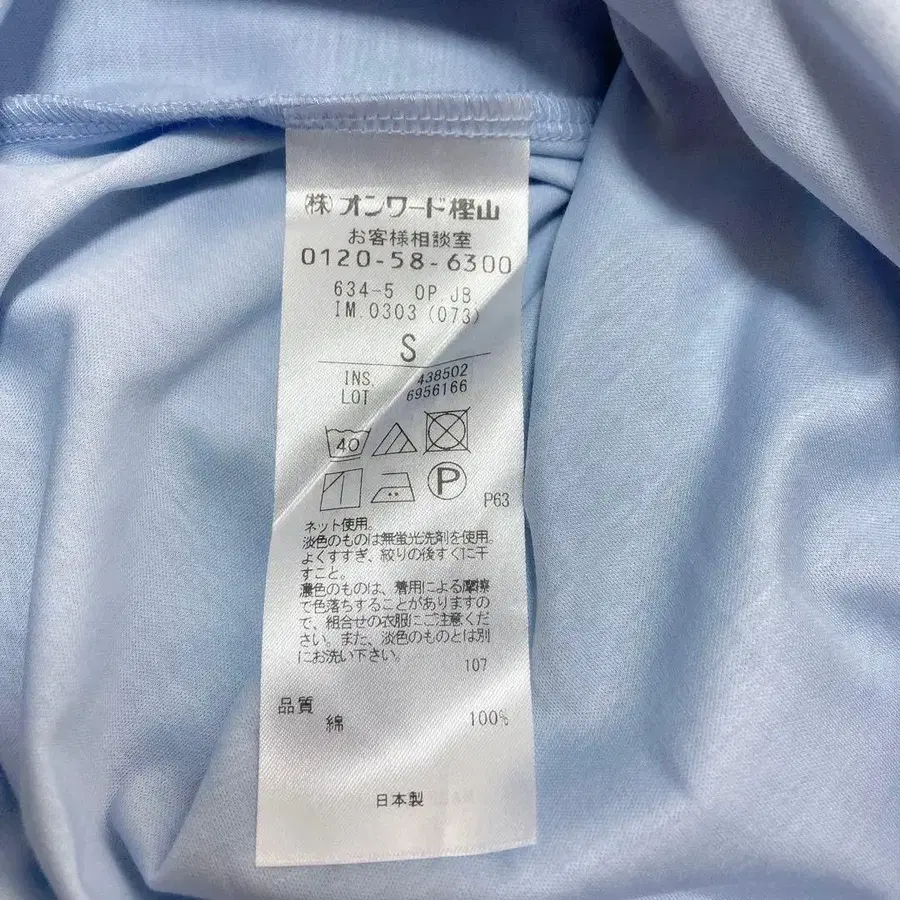 (株)オンワード樫山
お客様相談室
0120-58-6300
634-5 OP.JB.
IM.0303(073)
S
INS. 438502
LOT 6956166
40
P
P63
ネット使用。
淡色のものは無蛍光洗剤を使用。
よくすすぎ、絞りの後すぐに干
すこと。
濃色のものは、着用による摩擦
で色落ちすることがありますの
で、組合せの衣服にご注意くだ
さい。また、淡色のものとは別
にお洗い下さい。
107
品質
綿 100%
日本製